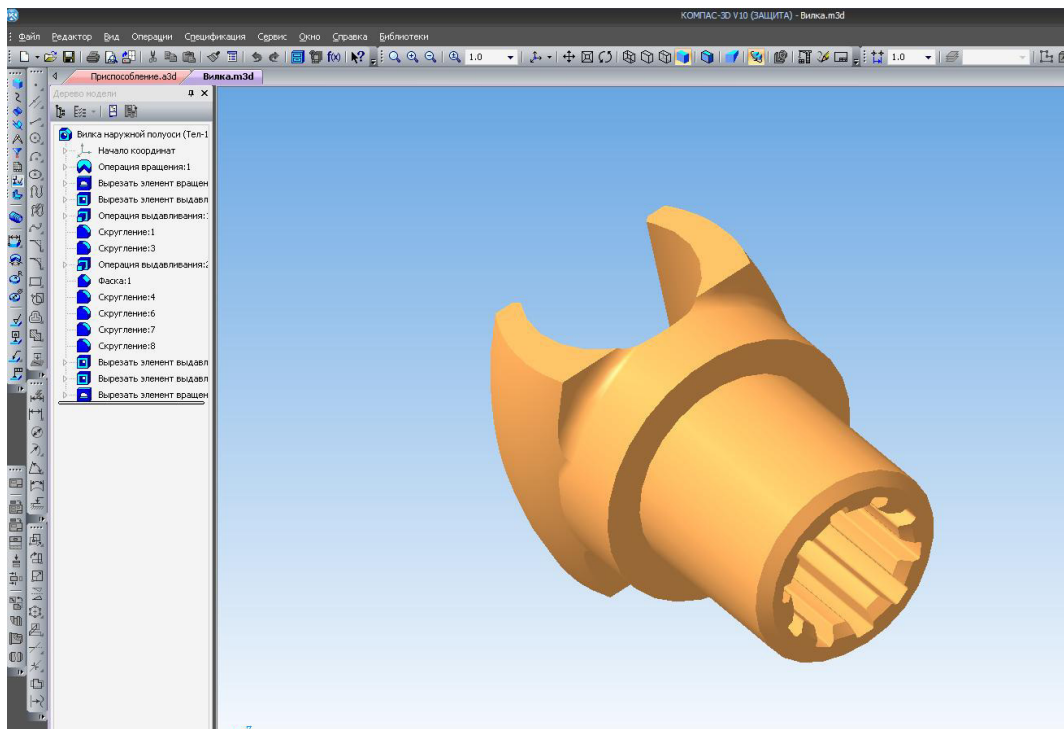 КОМПАС-3D V10 (ЗАЩИТА) - Вилка.m3d
Файл Редактор Вид Операции Спецификация Сервис Окно Справка Библиотеки
1.0 1.0
Приспособление.a3d Вилка.m3d
Дерево модели
Вилка наружной полуоси (Тел-1
Начало координат
Операция вращения:1
Вырезать элемент вращен
Вырезать элемент выдавл
Операция выдавливания:1
Скругление:1
Скругление:3
Операция выдавливания:2
Фаска:1
Скругление:4
Скругление:6
Скругление:7
Скругление:8
Вырезать элемент выдавл
Вырезать элемент выдавл
Вырезать элемент вращен